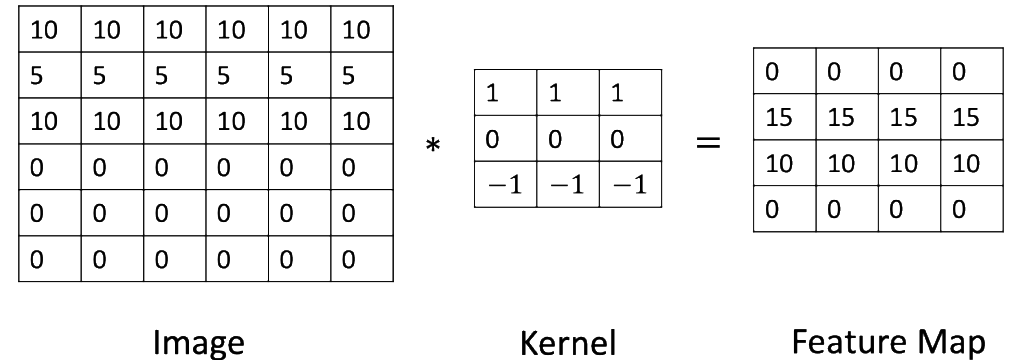 10 10 10 10 10 10
5 5 5 5 5 5
10 10 10 10 10 10
0 0 0 0 0 0
0 0 0 0 0 0
0 0 0 0 0 0
*
1 1 1
0 0 0
−1 −1 −1
=
0 0 0 0
15 15 15 15
10 10 10 10
0 0 0 0
Image
Kernel
Feature Map